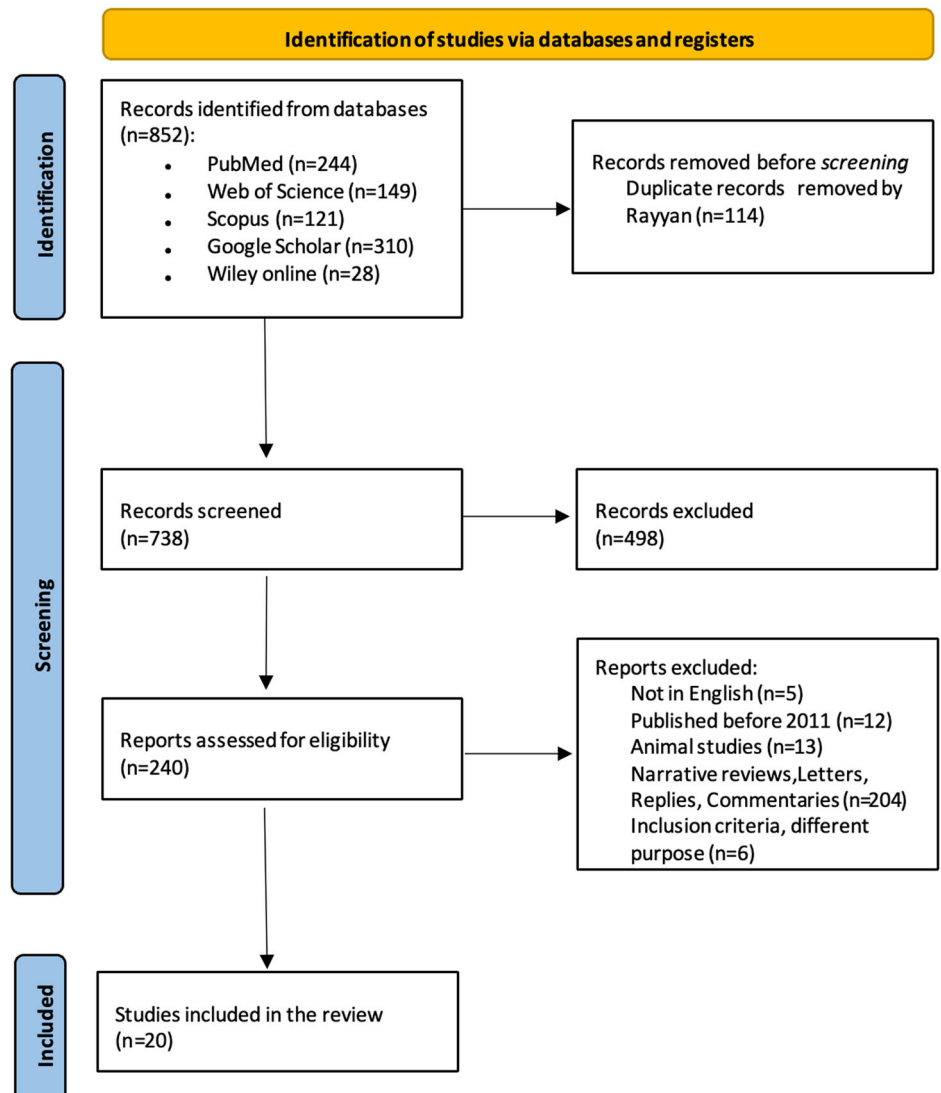 Identification of studies via databases and registers
Identification
Records identified from databases
(n=852):
• PubMed (n=244)
• Web of Science (n=149)
• Scopus (n=121)
• Google Scholar (n=310)
• Wiley online (n=28)
Records removed before screening
Duplicate records removed by
Rayyan (n=114)
Screening
Records screened
(n=738)
Records excluded
(n=498)
Reports assessed for eligibility
(n=240)
Reports excluded:
Not in English (n=5)
Published before 2011 (n=12)
Animal studies (n=13)
Narrative reviews,Letters,
Replies, Commentaries (n=204)
Inclusion criteria, different
purpose (n=6)
Included
Studies included in the review
(n=20)